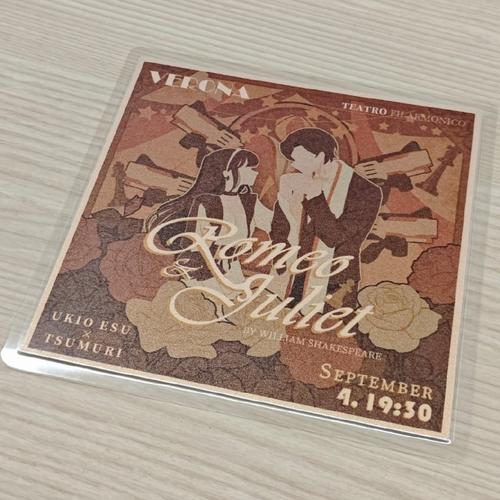 VERONA
TEATRO FILARMONICO
Romeo
&
Juliet
BY WILLIAM SHAKESPEARE
UKIO ESU
×
TSUMURI
SEPTEMBER
4. 19:30